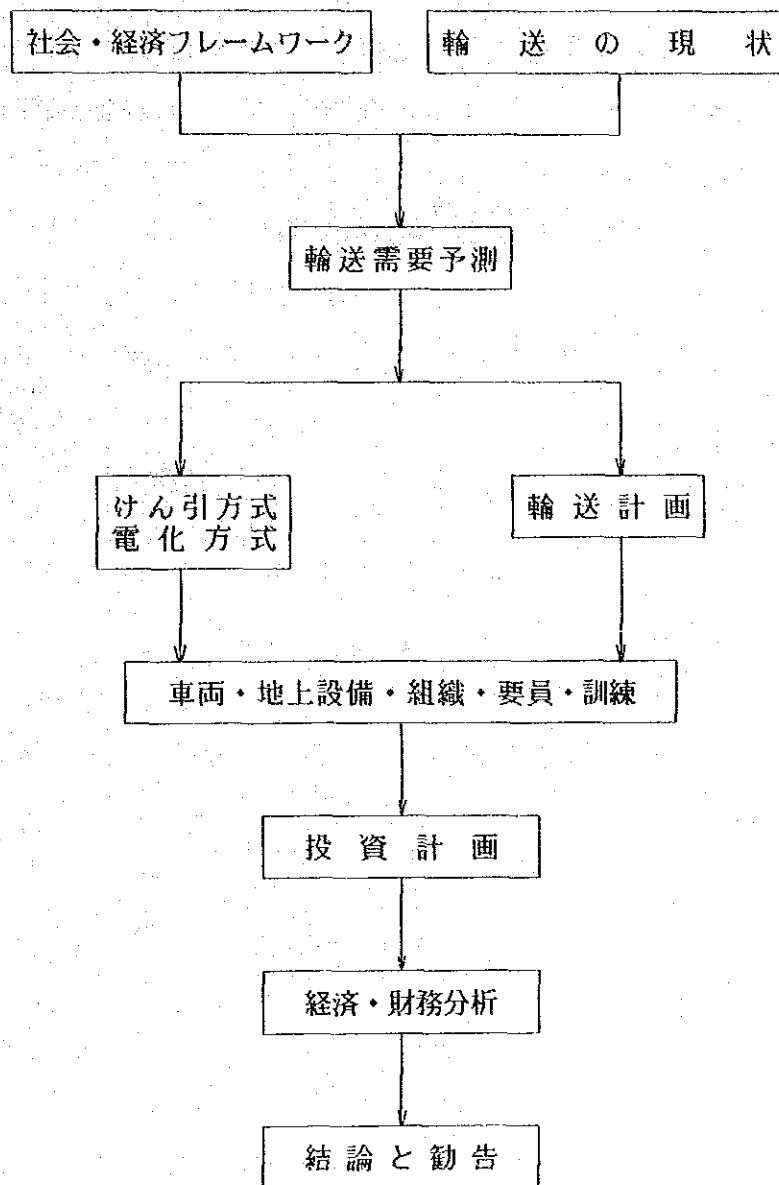 社会・経済フレームワーク
輸送の現状
輸送需要予測
けん引方式
電化方式
輸送計画
車両・地上設備・組織・要員・訓練
投資計画
経済・財務分析
結論と勧告